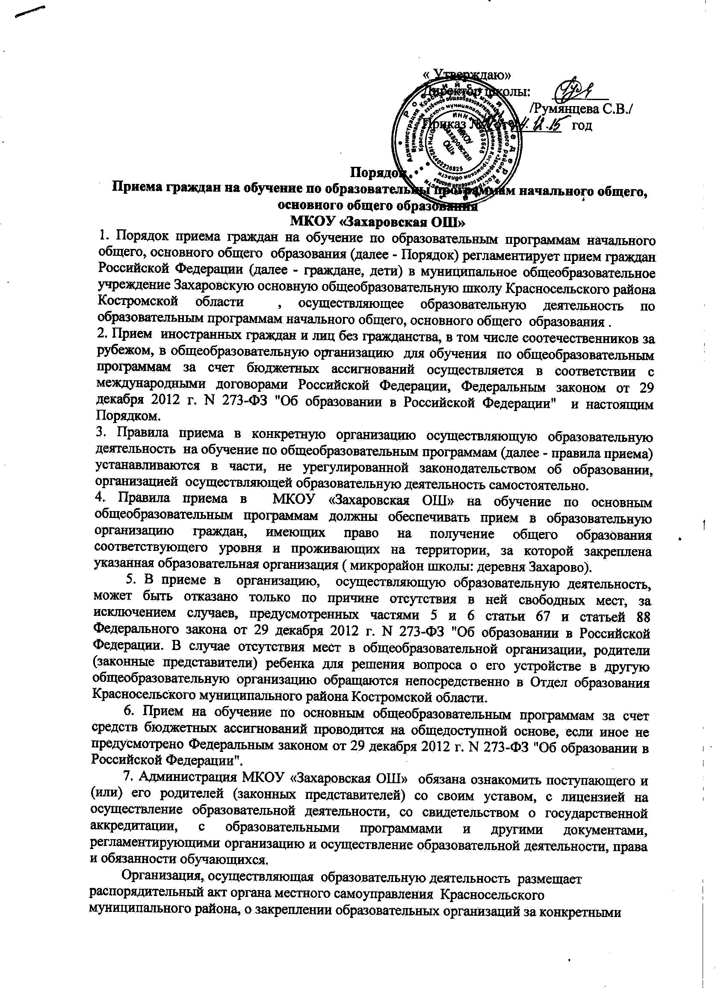 « Утверждаю»
Директор школы:
/Румянцева С.В./
Приказ № от 12.15 год
МКОУ
Захаровская
ОШ»
Порядок
Приема граждан на обучение по образовательны программам начального общего,
основного общего образования
МКОУ «Захаровская ОШ»
1. Порядок приема граждан на обучение по образовательным программам начального
общего, основного общего образования (далее - Порядок) регламентирует прием граждан
Российской Федерации (далее - граждане, дети) в муниципальное общеобразовательное
учреждение Захаровскую основную общеобразовательную школу Красносельского района
Костромской области , осуществляющее образовательную деятельность по
образовательным программам начального общего, основного общего образования .
2. Прием иностранных граждан и лиц без гражданства, в том числе соотечественников за
рубежом, в общеобразовательную организацию для обучения по общеобразовательным
программам за счет бюджетных ассигнований осуществляется в соответствии с
международными договорами Российской Федерации, Федеральным законом от 29
декабря 2012 г. N 273-ФЗ "Об образовании в Российской Федерации" и настоящим
Порядком.
3. Правила приема в конкретную организацию осуществляющую образовательную
деятельность на обучение по общеобразовательным программам (далее - правила приема)
устанавливаются в части, не урегулированной законодательством об образовании,
организацией осуществляющей образовательную деятельность самостоятельно.
4. Правила приема в МКОУ «Захаровская ОШ» на обучение по основным
общеобразовательным программам должны обеспечивать прием в образовательную
организацию граждан, имеющих право на получение общего образования
соответствующего уровня и проживающих на территории, за которой закреплена
указанная образовательная организация ( микрорайон школы: деревня Захарово).
5. В приеме в организацию, осуществляющую образовательную деятельность,
может быть отказано только по причине отсутствия в ней свободных мест, за
исключением случаев, предусмотренных частями 5 и 6 статьи 67 и статьей 88
Федерального закона от 29 декабря 2012 г. N 273-ФЗ "Об образовании в Российской
Федерации. В случае отсутствия мест в общеобразовательной организации, родители
(законные представители) ребенка для решения вопроса о его устройстве в другую
общеобразовательную организацию обращаются непосредственно в Отдел образования
Красносельского муниципального района Костромской области.
6. Прием на обучение по основным общеобразовательным программам за счет
средств бюджетных ассигнований проводится на общедоступной основе, если иное не
предусмотрено Федеральным законом от 29 декабря 2012 г. N 273-ФЗ "Об образовании в
Российской Федерации".
7. Администрация МКОУ «Захаровская ОШ» обязана ознакомить поступающего и
(или) его родителей (законных представителей) со своим уставом, с лицензией на
осуществление образовательной деятельности, со свидетельством о государственной
аккредитации, с образовательными программами и другими документами,
регламентирующими организацию и осуществление образовательной деятельности, права
и обязанности обучающихся.
Организация, осуществляющая образовательную деятельность размещает
распорядительный акт органа местного самоуправления Красносельского
муниципального района, о закреплении образовательных организаций за конкретными